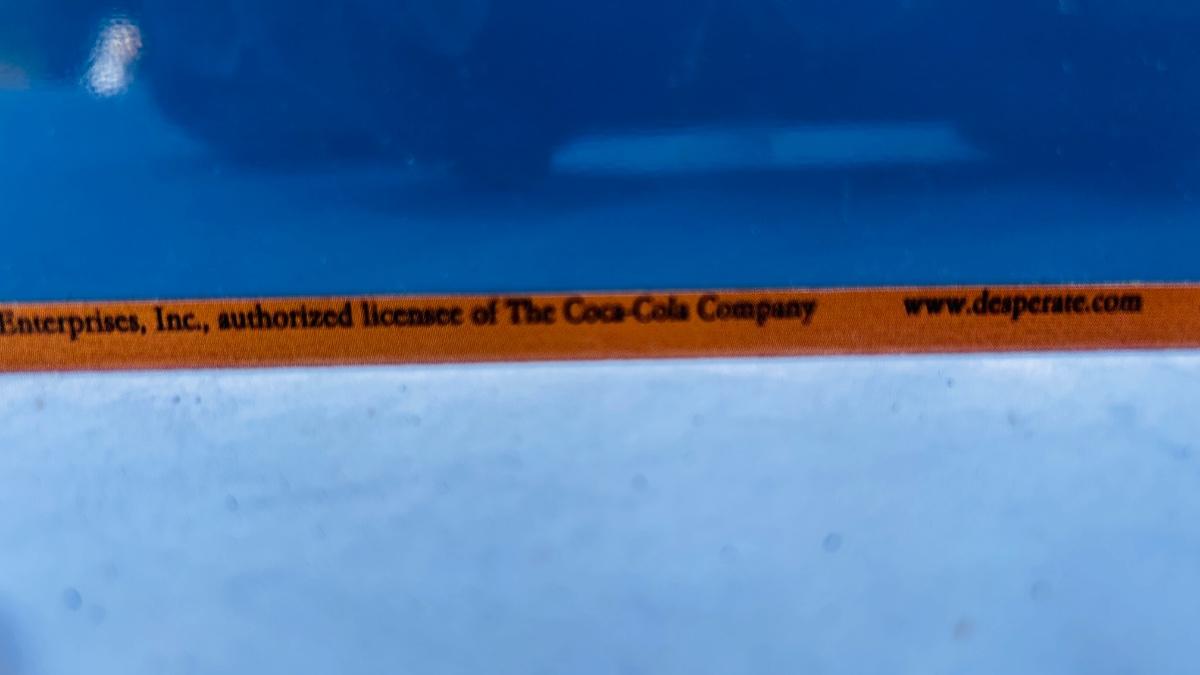 Enterprises, Inc., authorized licensee of The Coca-Cola Company www.desperate.com